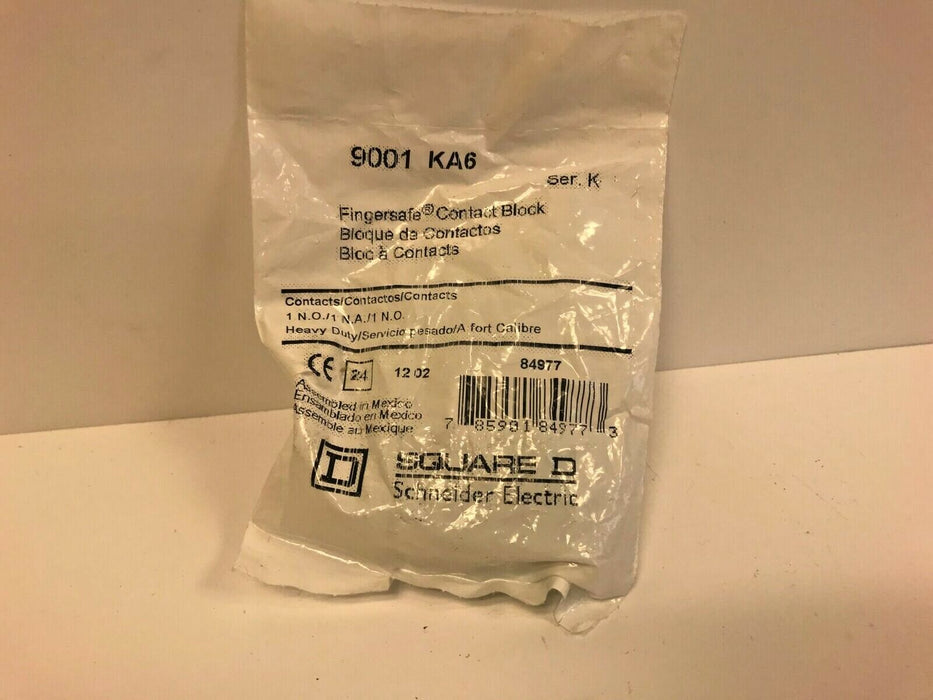 9001 KA6
Ser. K
Fingersafe® Contact Block
Bloque de Contactos
Bloc à Contacts
Contacts/Contactos/Contacts
1 N.O./1 N.A./1 N.O.
Heavy Duty/Servicio pesado/A fort Calibre
CE 24 12 02 84977
Assembled in Mexico
Ensamblado en Mexico
Assemble au Mexique
7 85901 84977 3
D SQUARE D
Schneider Electric